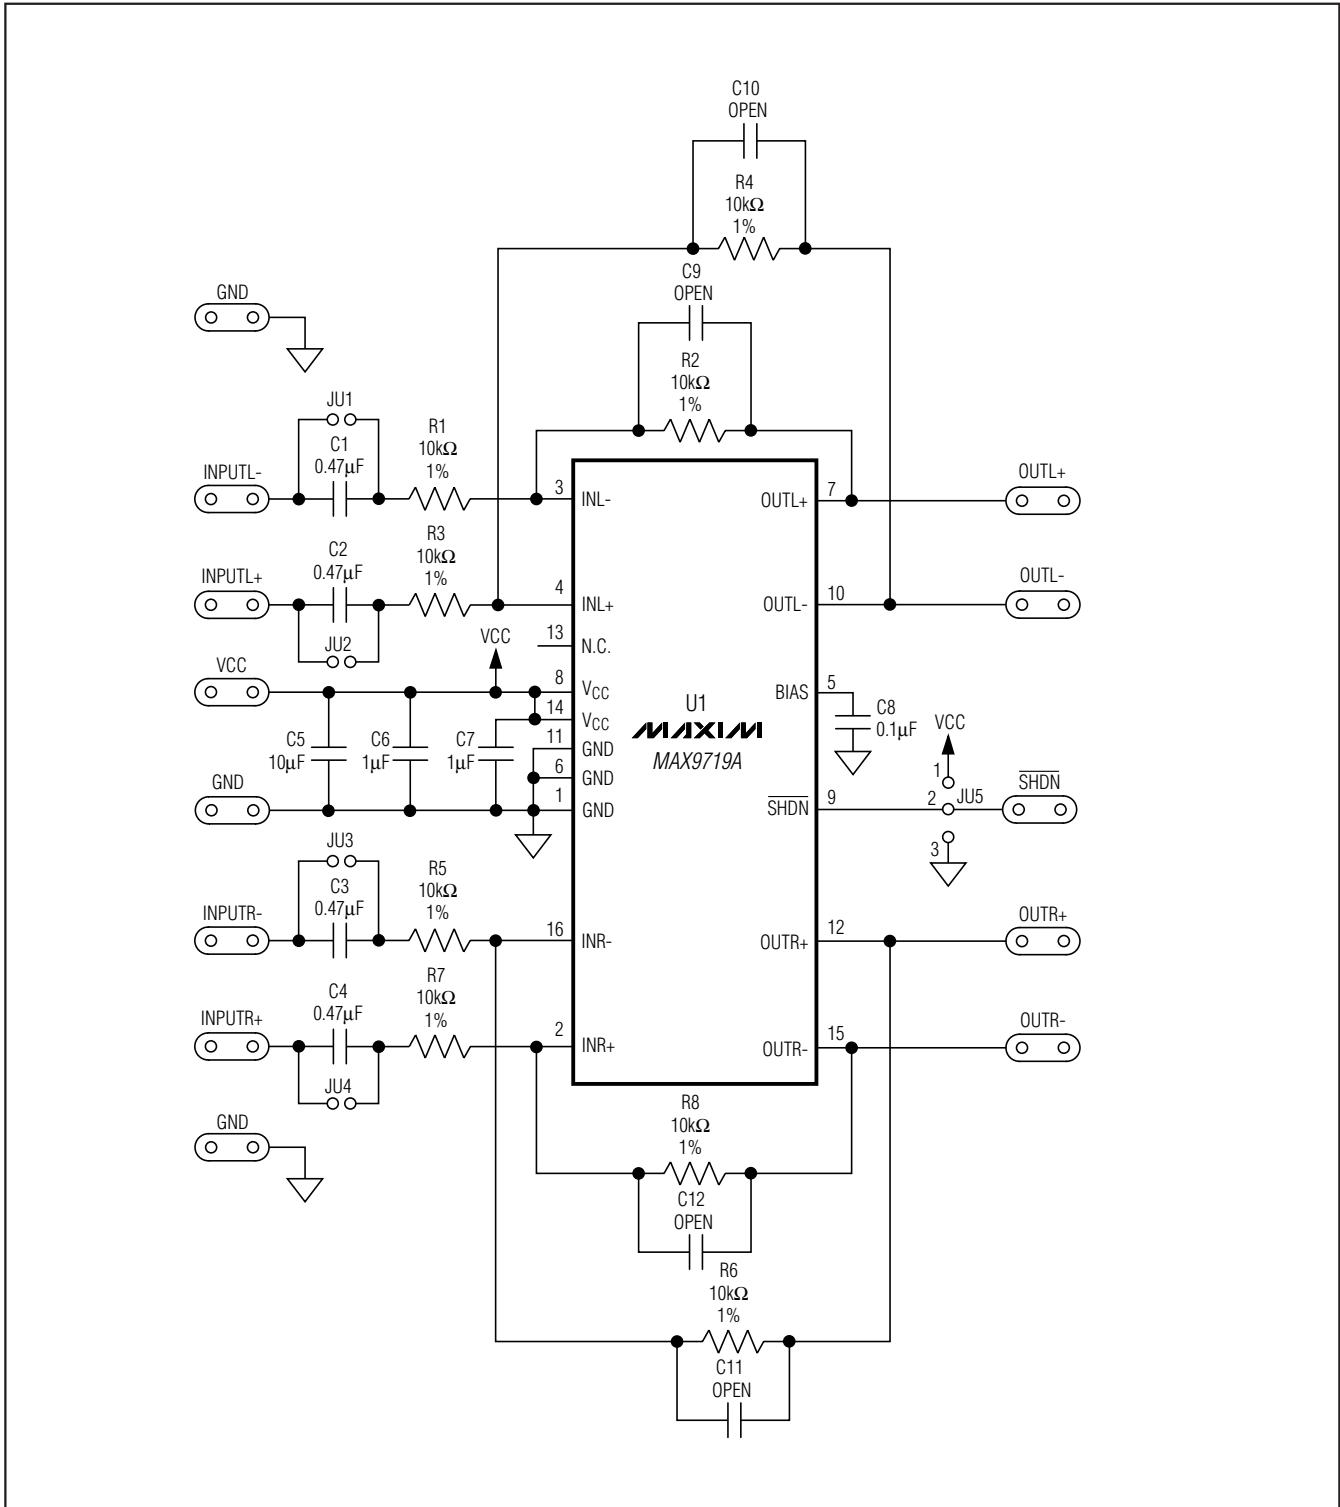 C10
OPEN
R4
10kΩ
1%
C9
OPEN
R2
10kΩ
1%
GND
JU1
C1
0.47µF
R1
10kΩ
1%
INPUTL-
3
INL-
OUTL+
7
OUTL+
C2
0.47µF
R3
10kΩ
1%
INPUTL+
JU2
4
INL+
OUTL-
10
OUTL-
13
N.C.
VCC
VCC
8
VCC
14
VCC
11
GND
6
GND
1
GND
C5
10µF
C6
1µF
C7
1µF
GND
U1
MAXIM
MAX9719A
BIAS
5
C8
0.1µF
VCC
1
2
JU5
3
SHDN
9
SHDN
JU3
C3
0.47µF
R5
10kΩ
1%
INPUTR-
16
INR-
OUTR+
12
OUTR+
C4
0.47µF
R7
10kΩ
1%
INPUTR+
JU4
2
INR+
OUTR-
15
OUTR-
GND
R8
10kΩ
1%
C12
OPEN
R6
10kΩ
1%
C11
OPEN